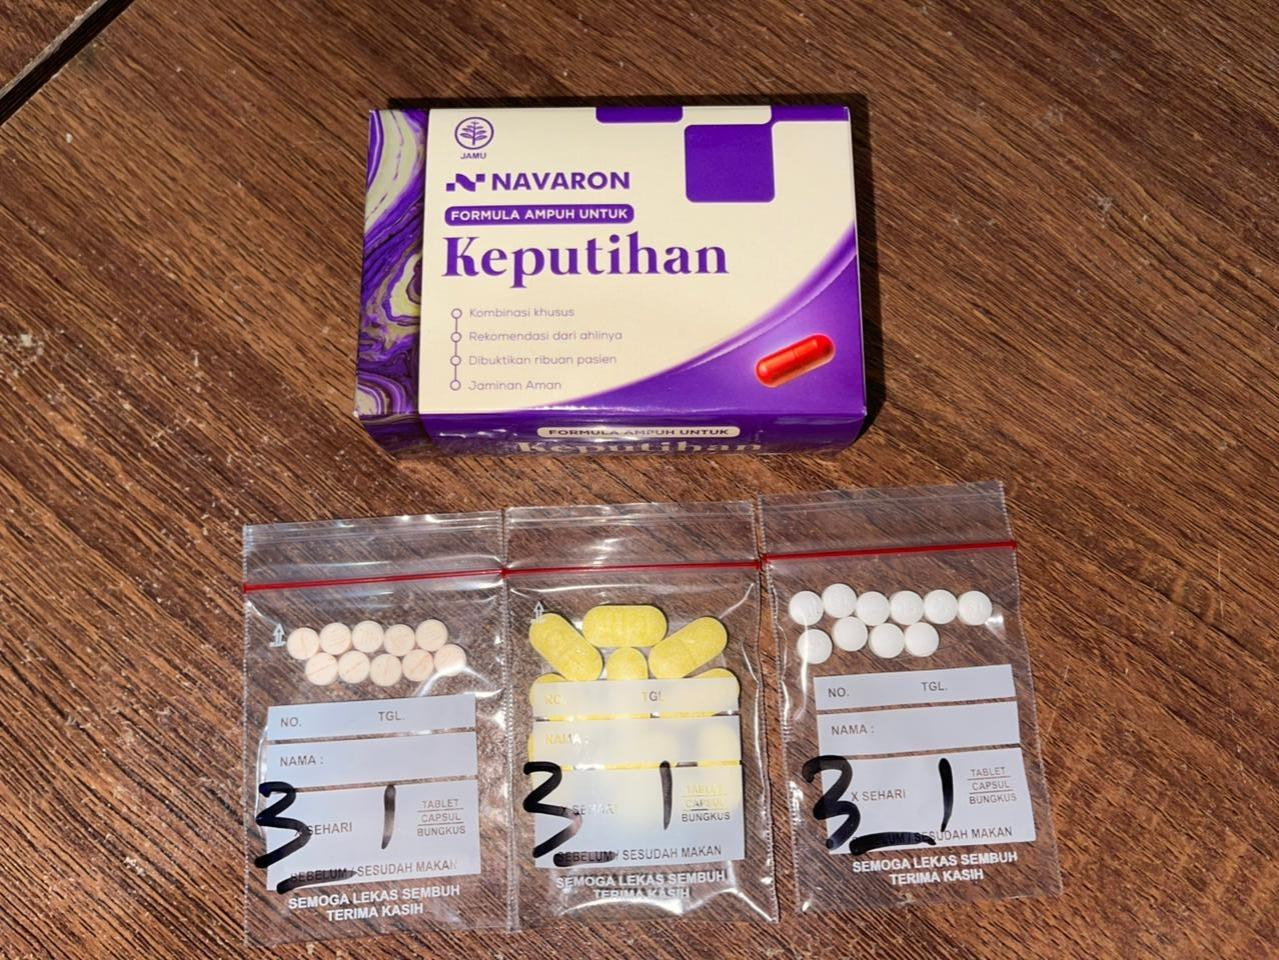 JAMU
NAVARON
FORMULA AMPUH UNTUK
Keputihan
Kombinasi khusus
Rekomendasi dari ahlinya
Dibuktikan ribuan pasien
Jaminan Aman
FORMULA AMPUH UNTUK
Keputihan
NO. TGL.
NAMA :
3 X SEHARI 1 TABLET
CAPSUL
BUNGKUS
SEBELUM / SESUDAH MAKAN
SEMOGA LEKAS SEMBUH
TERIMA KASIH
NO. TGL.
NAMA :
3 X SEHARI 1 TABLET
CAPSUL
BUNGKUS
SEBELUM / SESUDAH MAKAN
SEMOGA LEKAS SEMBUH
TERIMA KASIH
NO. TGL.
NAMA :
3 X SEHARI 1 TABLET
CAPSUL
BUNGKUS
SEBELUM / SESUDAH MAKAN
SEMOGA LEKAS SEMBUH
TERIMA KASIH